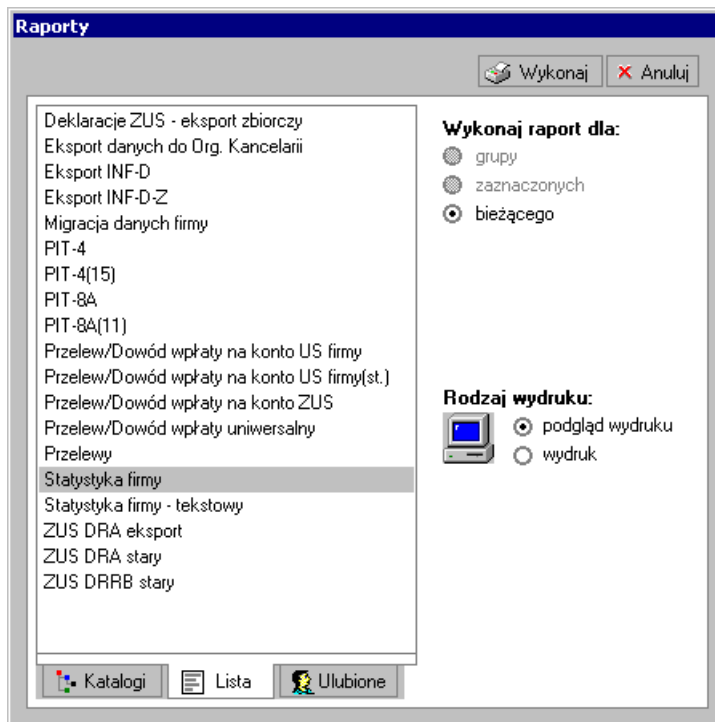 Raporty
Wykonaj
Anuluj
Deklaracje ZUS - eksport zbiorczy
Eksport danych do Org. Kancelarii
Eksport INF-D
Eksport INF-D-Z
Migracja danych firmy
PIT-4
PIT-4(15)
PIT-8A
PIT-8A(11)
Przelew/Dowód wpłaty na konto US firmy
Przelew/Dowód wpłaty na konto US firmy(st.)
Przelew/Dowód wpłaty na konto ZUS
Przelew/Dowód wpłaty uniwersalny
Przelewy
Statystyka firmy
Statystyka firmy - tekstowy
ZUS DRA eksport
ZUS DRA stary
ZUS DRRB stary
Wykonaj raport dla:
grupy
zaznaczonych
bieżącego
Rodzaj wydruku:
podgląd wydruku
wydruk
Katalogi
Lista
Ulubione